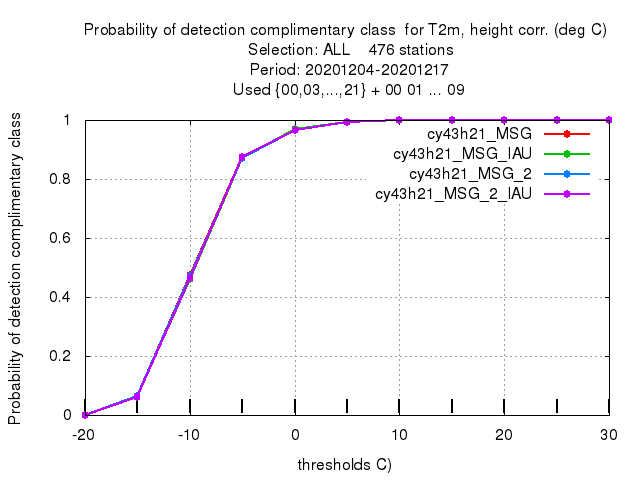 Probability of detection complimentary class  for T2m, height corr. (deg C)
Selection: ALL    476 stations
Period: 20201204-20201217
Used {00,03,...,21} + 00 01 ... 09
Probability of detection complimentary class
1
0.8
0.6
0.4
0.2
0
cy43h21_MSG
cy43h21_MSG_IAU
cy43h21_MSG_2
cy43h21_MSG_2_IAU
-20 -10 0 10 20 30
thresholds C)